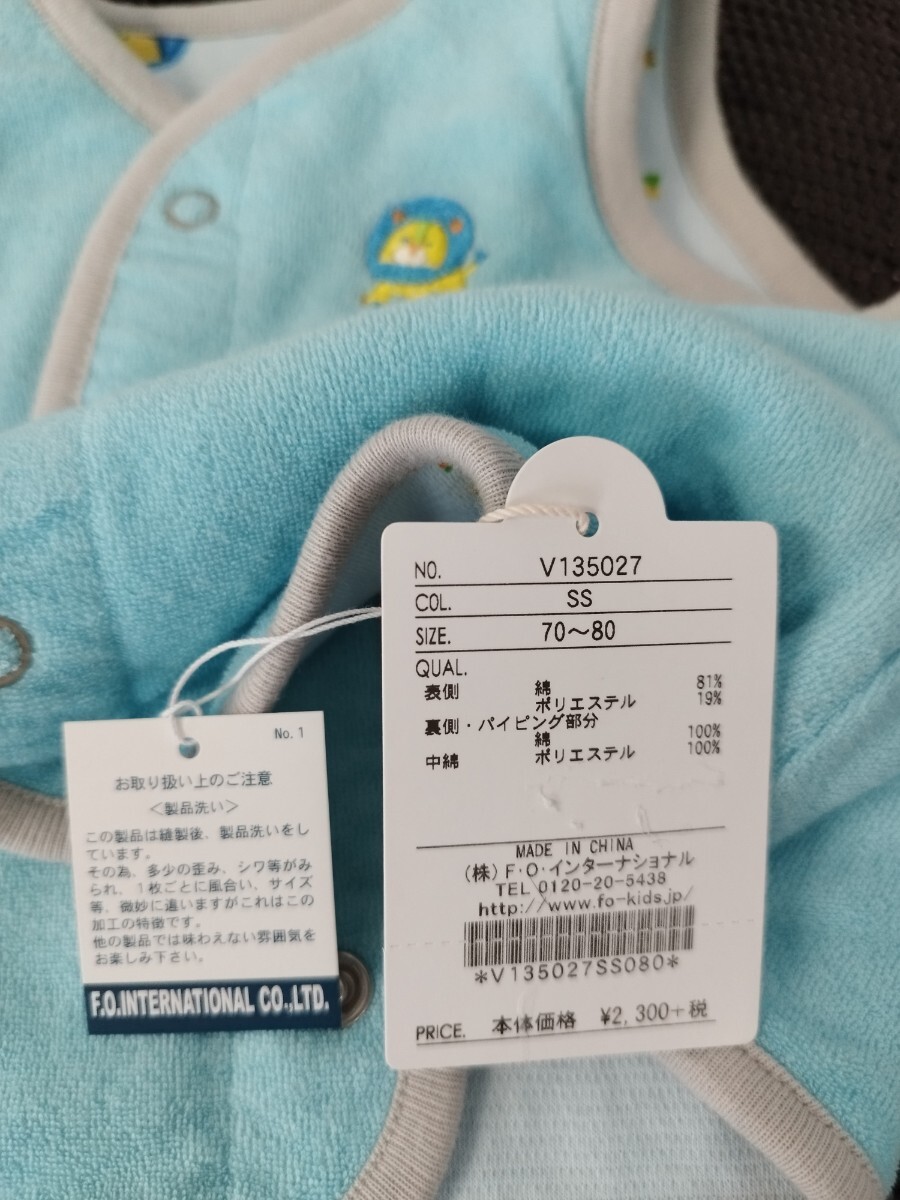 NO. V135027
COL. SS
SIZE. 70～80
QUAL.
表側 綿 81%
ポリエステル 19%
裏側・パイピング部分
綿 100%
中綿 ポリエステル 100%
MADE IN CHINA
(株)F・O・インターナショナル
TEL 0120-20-5438
http://www.fo-kids.jp/
*V135027SS080*
PRICE. 本体価格 ¥2,300+税
No.1
お取り扱い上のご注意
＜製品洗い＞
この製品は縫製後、製品洗いをし
ています。
その為、多少の歪み、シワ等がみ
られ、1枚ごとに風合い、サイズ
等、微妙に違いますがこれはこの
加工の特徴です。
他の製品では味わえない雰囲気を
お楽しみ下さい。
F.O.INTERNATIONAL CO.,LTD.